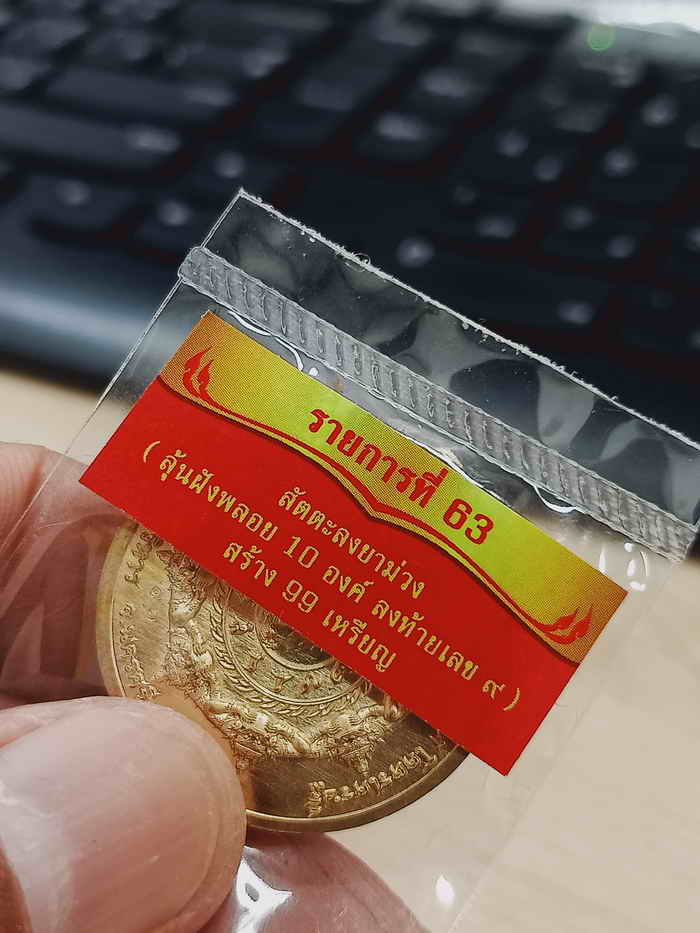 รายการที่ 63
สัตตะลงยาม่วง
( ลุ้นฝังพลอย 10 องค์ ลงท้ายเลข ๙ )
สร้าง 99 เหรียญ